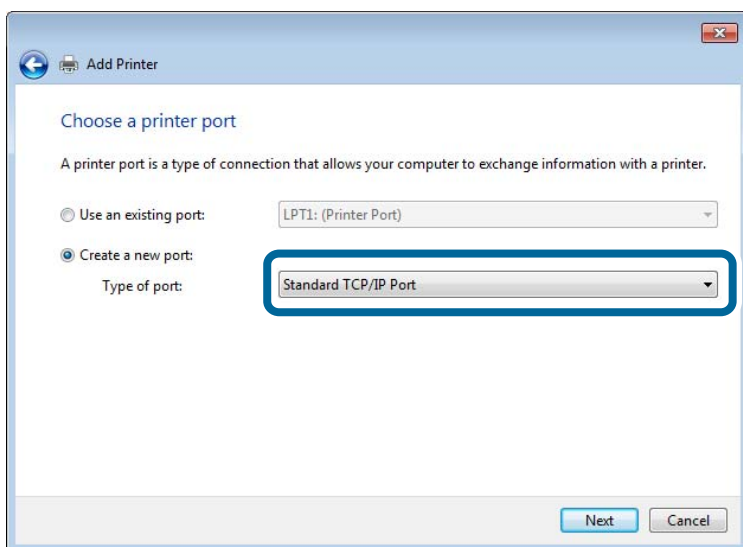 Add Printer
Choose a printer port
A printer port is a type of connection that allows your computer to exchange information with a printer.
Use an existing port: LPT1: (Printer Port)
Create a new port:
Type of port: Standard TCP/IP Port
Next Cancel